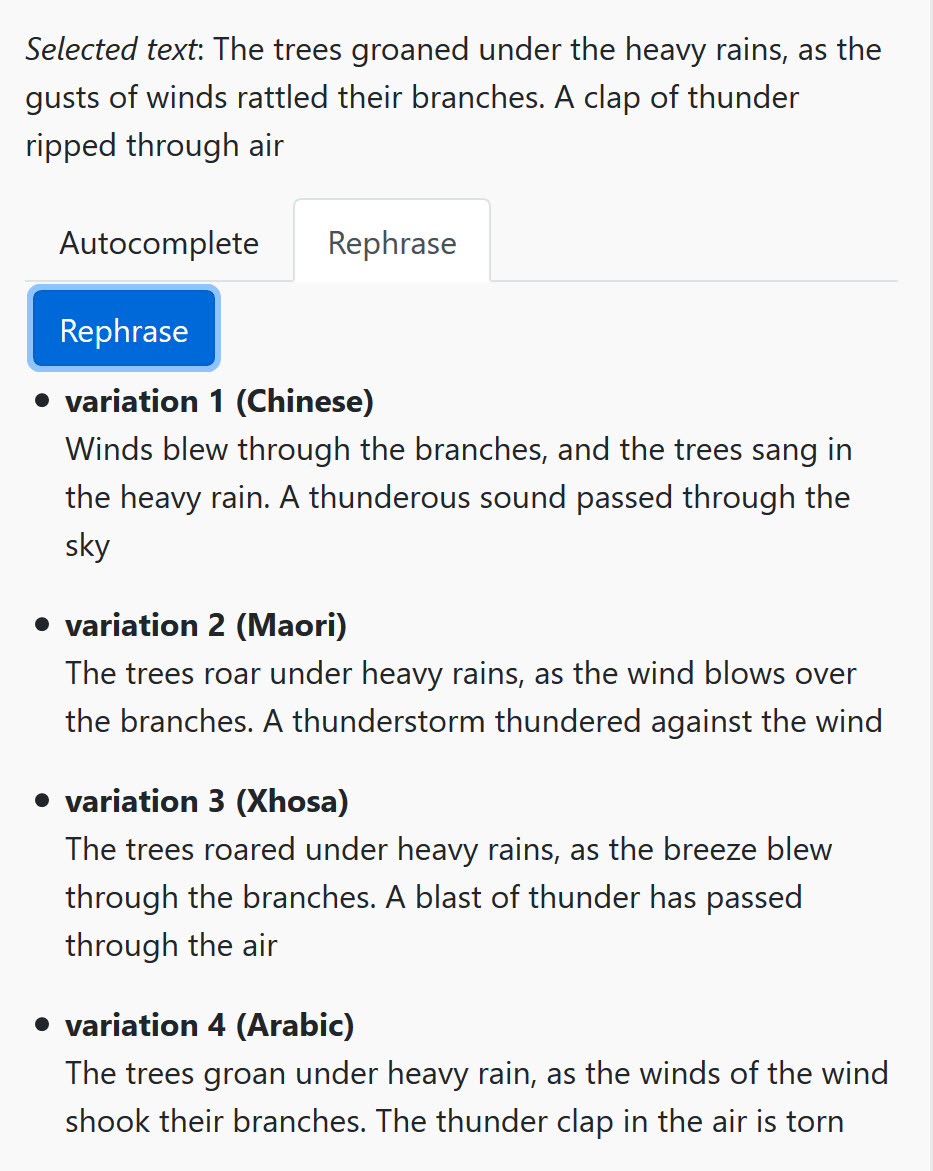 Selected text: The trees groaned under the heavy rains, as the
gusts of winds rattled their branches. A clap of thunder
ripped through air
Autocomplete
Rephrase
Rephrase
variation 1 (Chinese)
Winds blew through the branches, and the trees sang in
the heavy rain. A thunderous sound passed through the
sky
variation 2 (Maori)
The trees roar under heavy rains, as the wind blows over
the branches. A thunderstorm thundered against the wind
variation 3 (Xhosa)
The trees roared under heavy rains, as the breeze blew
through the branches. A blast of thunder has passed
through the air
variation 4 (Arabic)
The trees groan under heavy rain, as the winds of the wind
shook their branches. The thunder clap in the air is torn